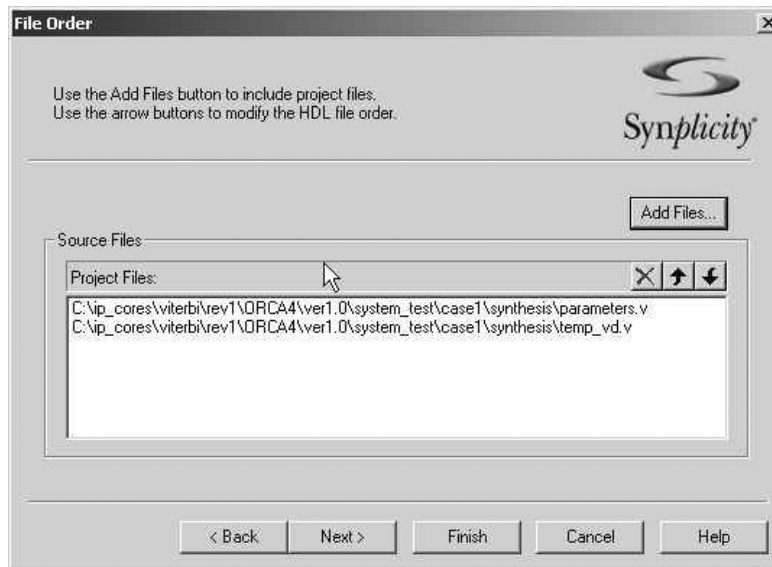 File Order
Use the Add Files button to include project files.
Use the arrow buttons to modify the HDL file order.
Synplicity®
Add Files...
Source Files
Project Files:
C:\ip_cores\viterbi\rev1\ORCA4\ver1.0\system_test\case1\synthesis\parameters.v
C:\ip_cores\viterbi\rev1\ORCA4\ver1.0\system_test\case1\synthesis\temp_vd.v
< Back
Next >
Finish
Cancel
Help